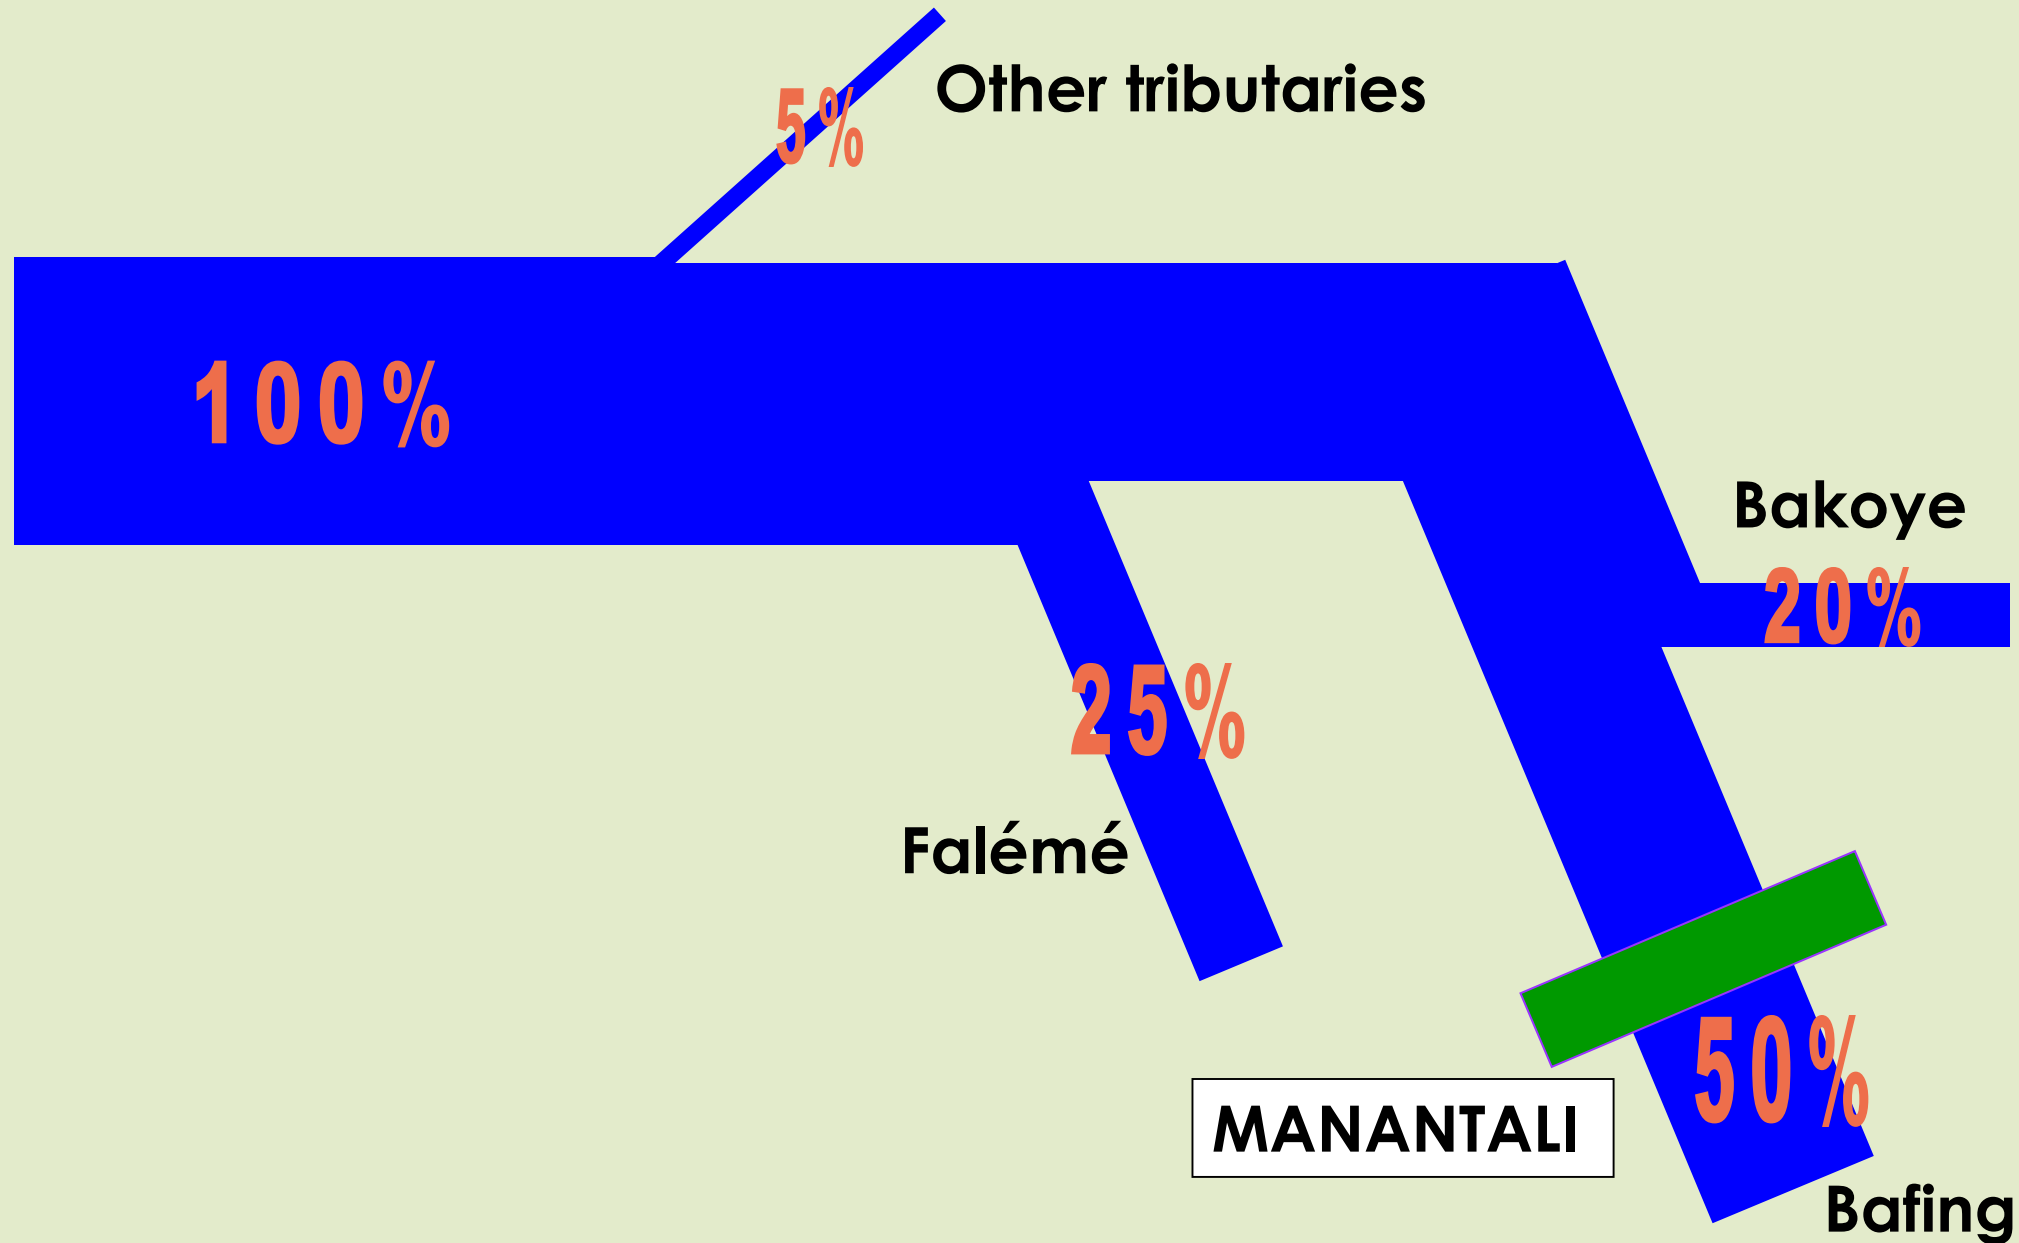 Other tributaries
5%
100%
Bakoye
20%
25%
Falémé
50%
MANANTALI
Bafing